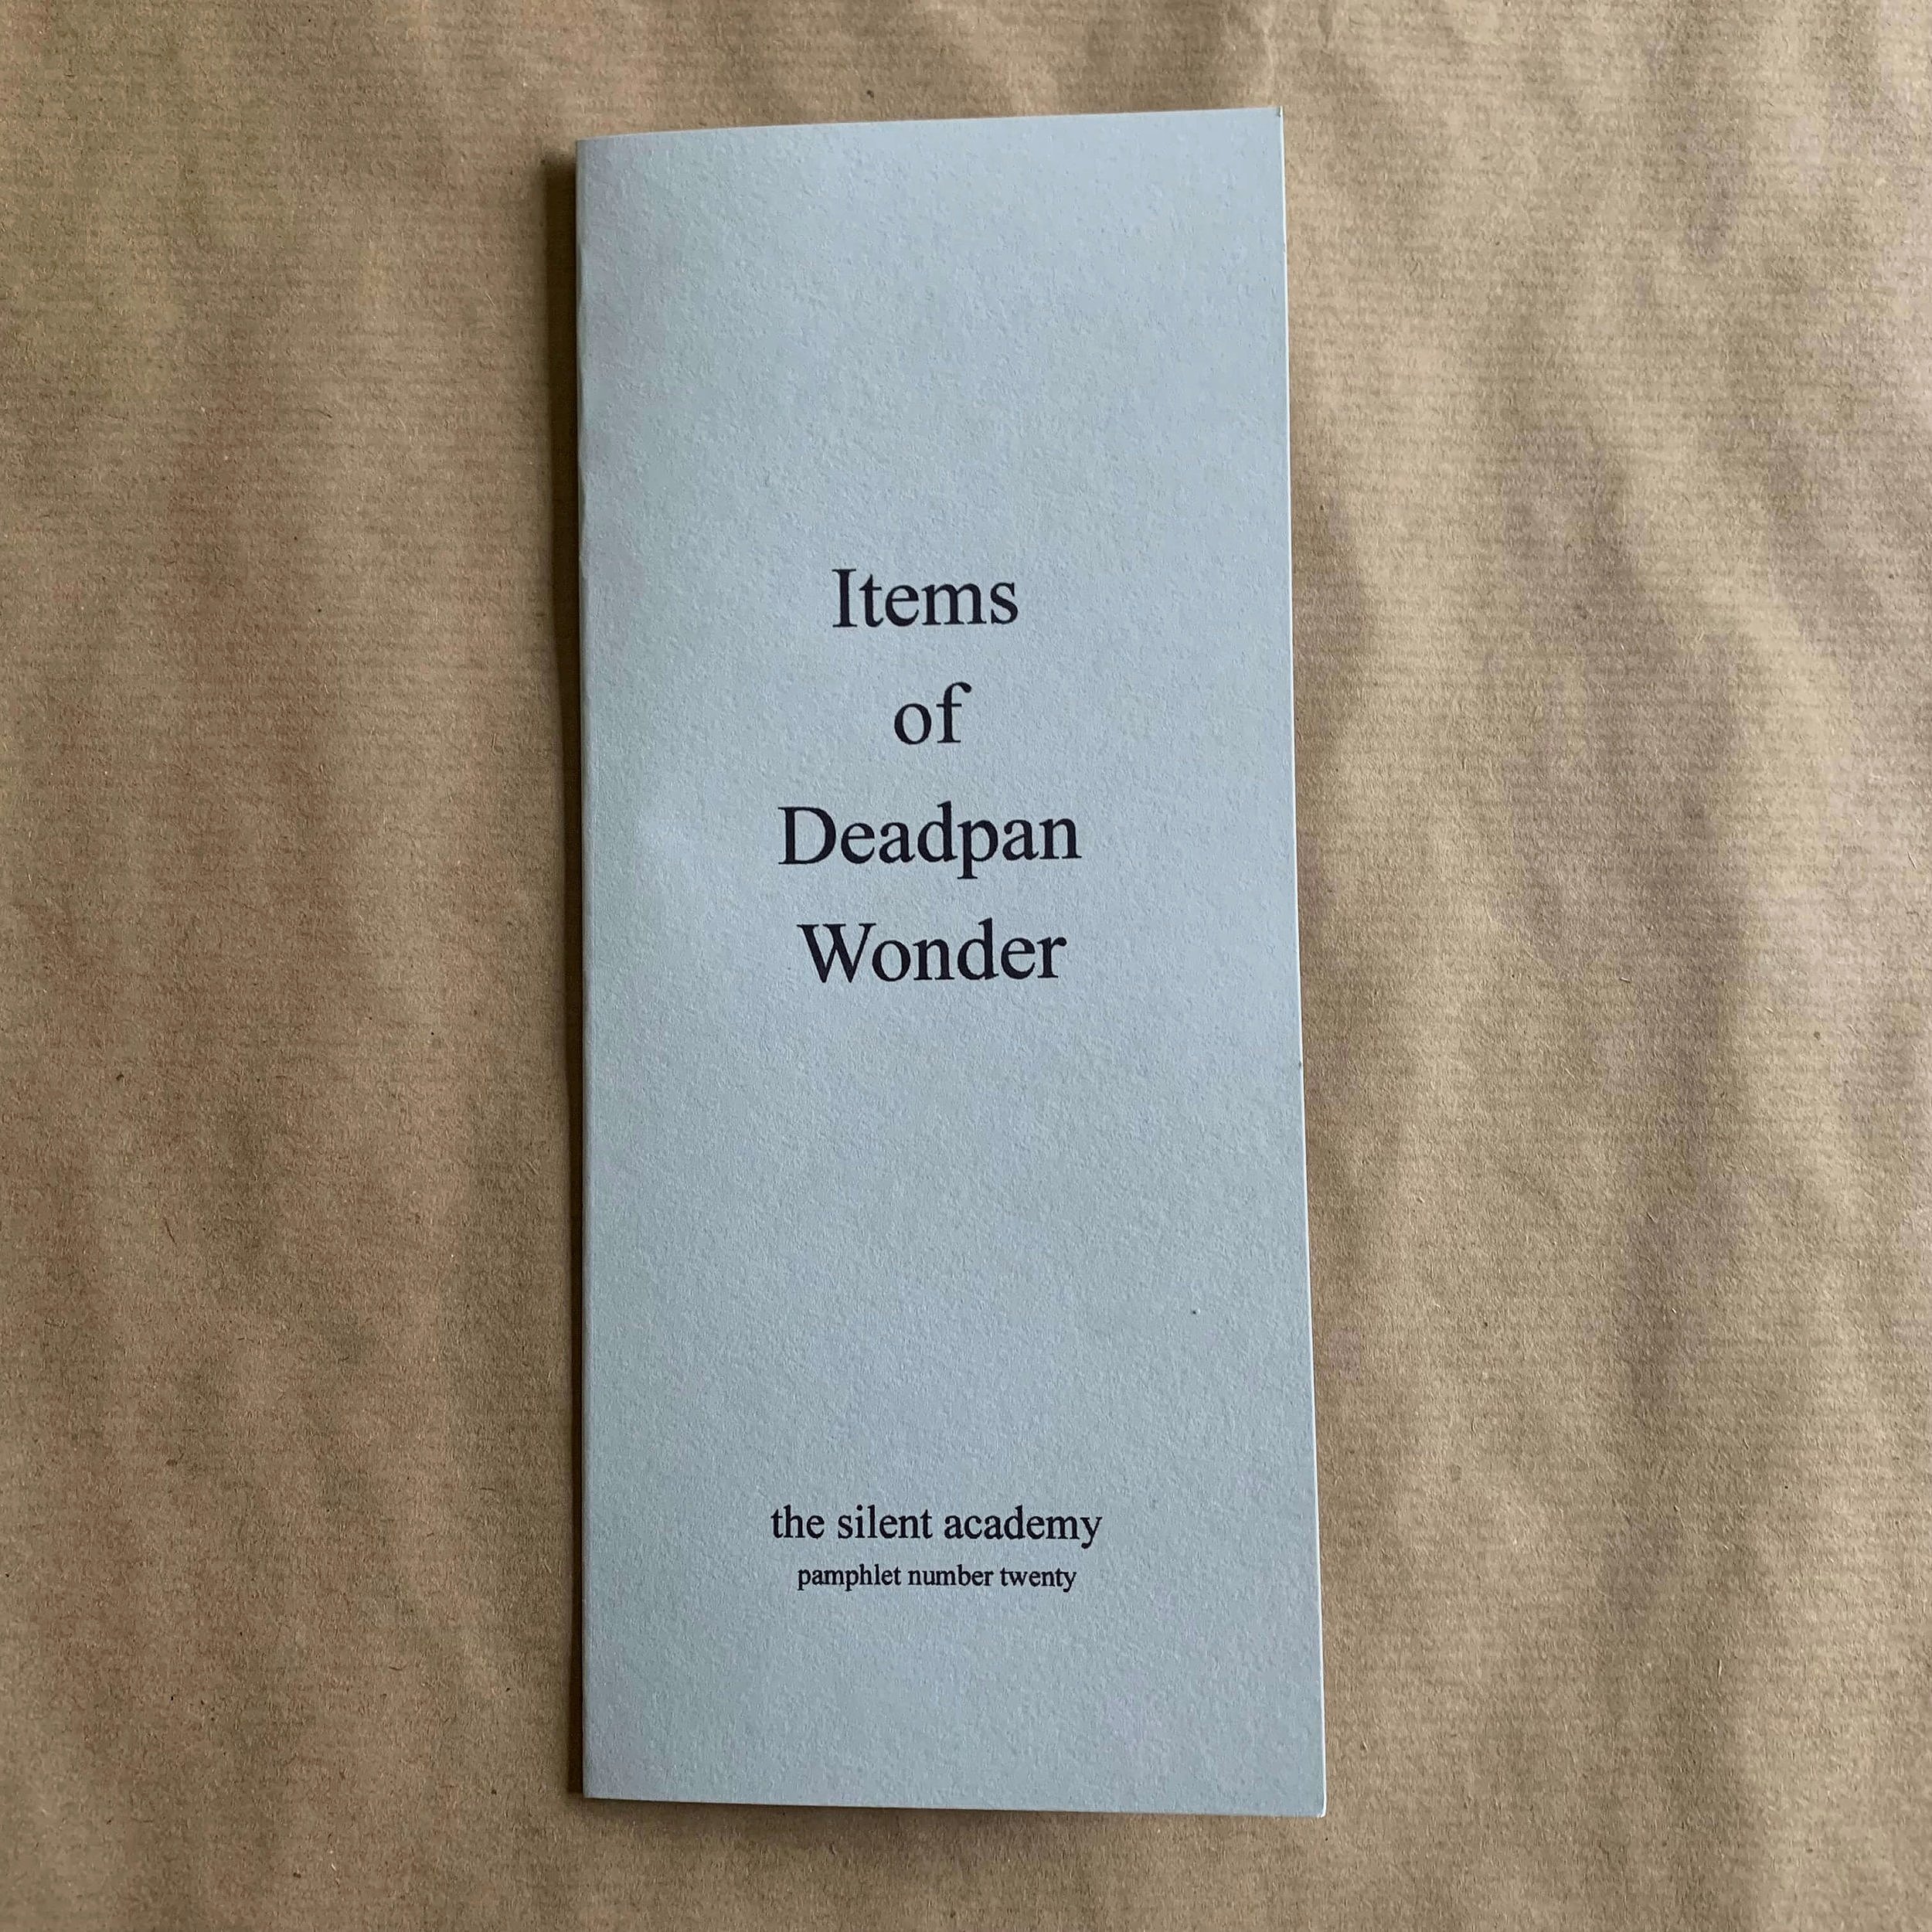 Items
of
Deadpan
Wonder
the silent academy
pamphlet number twenty